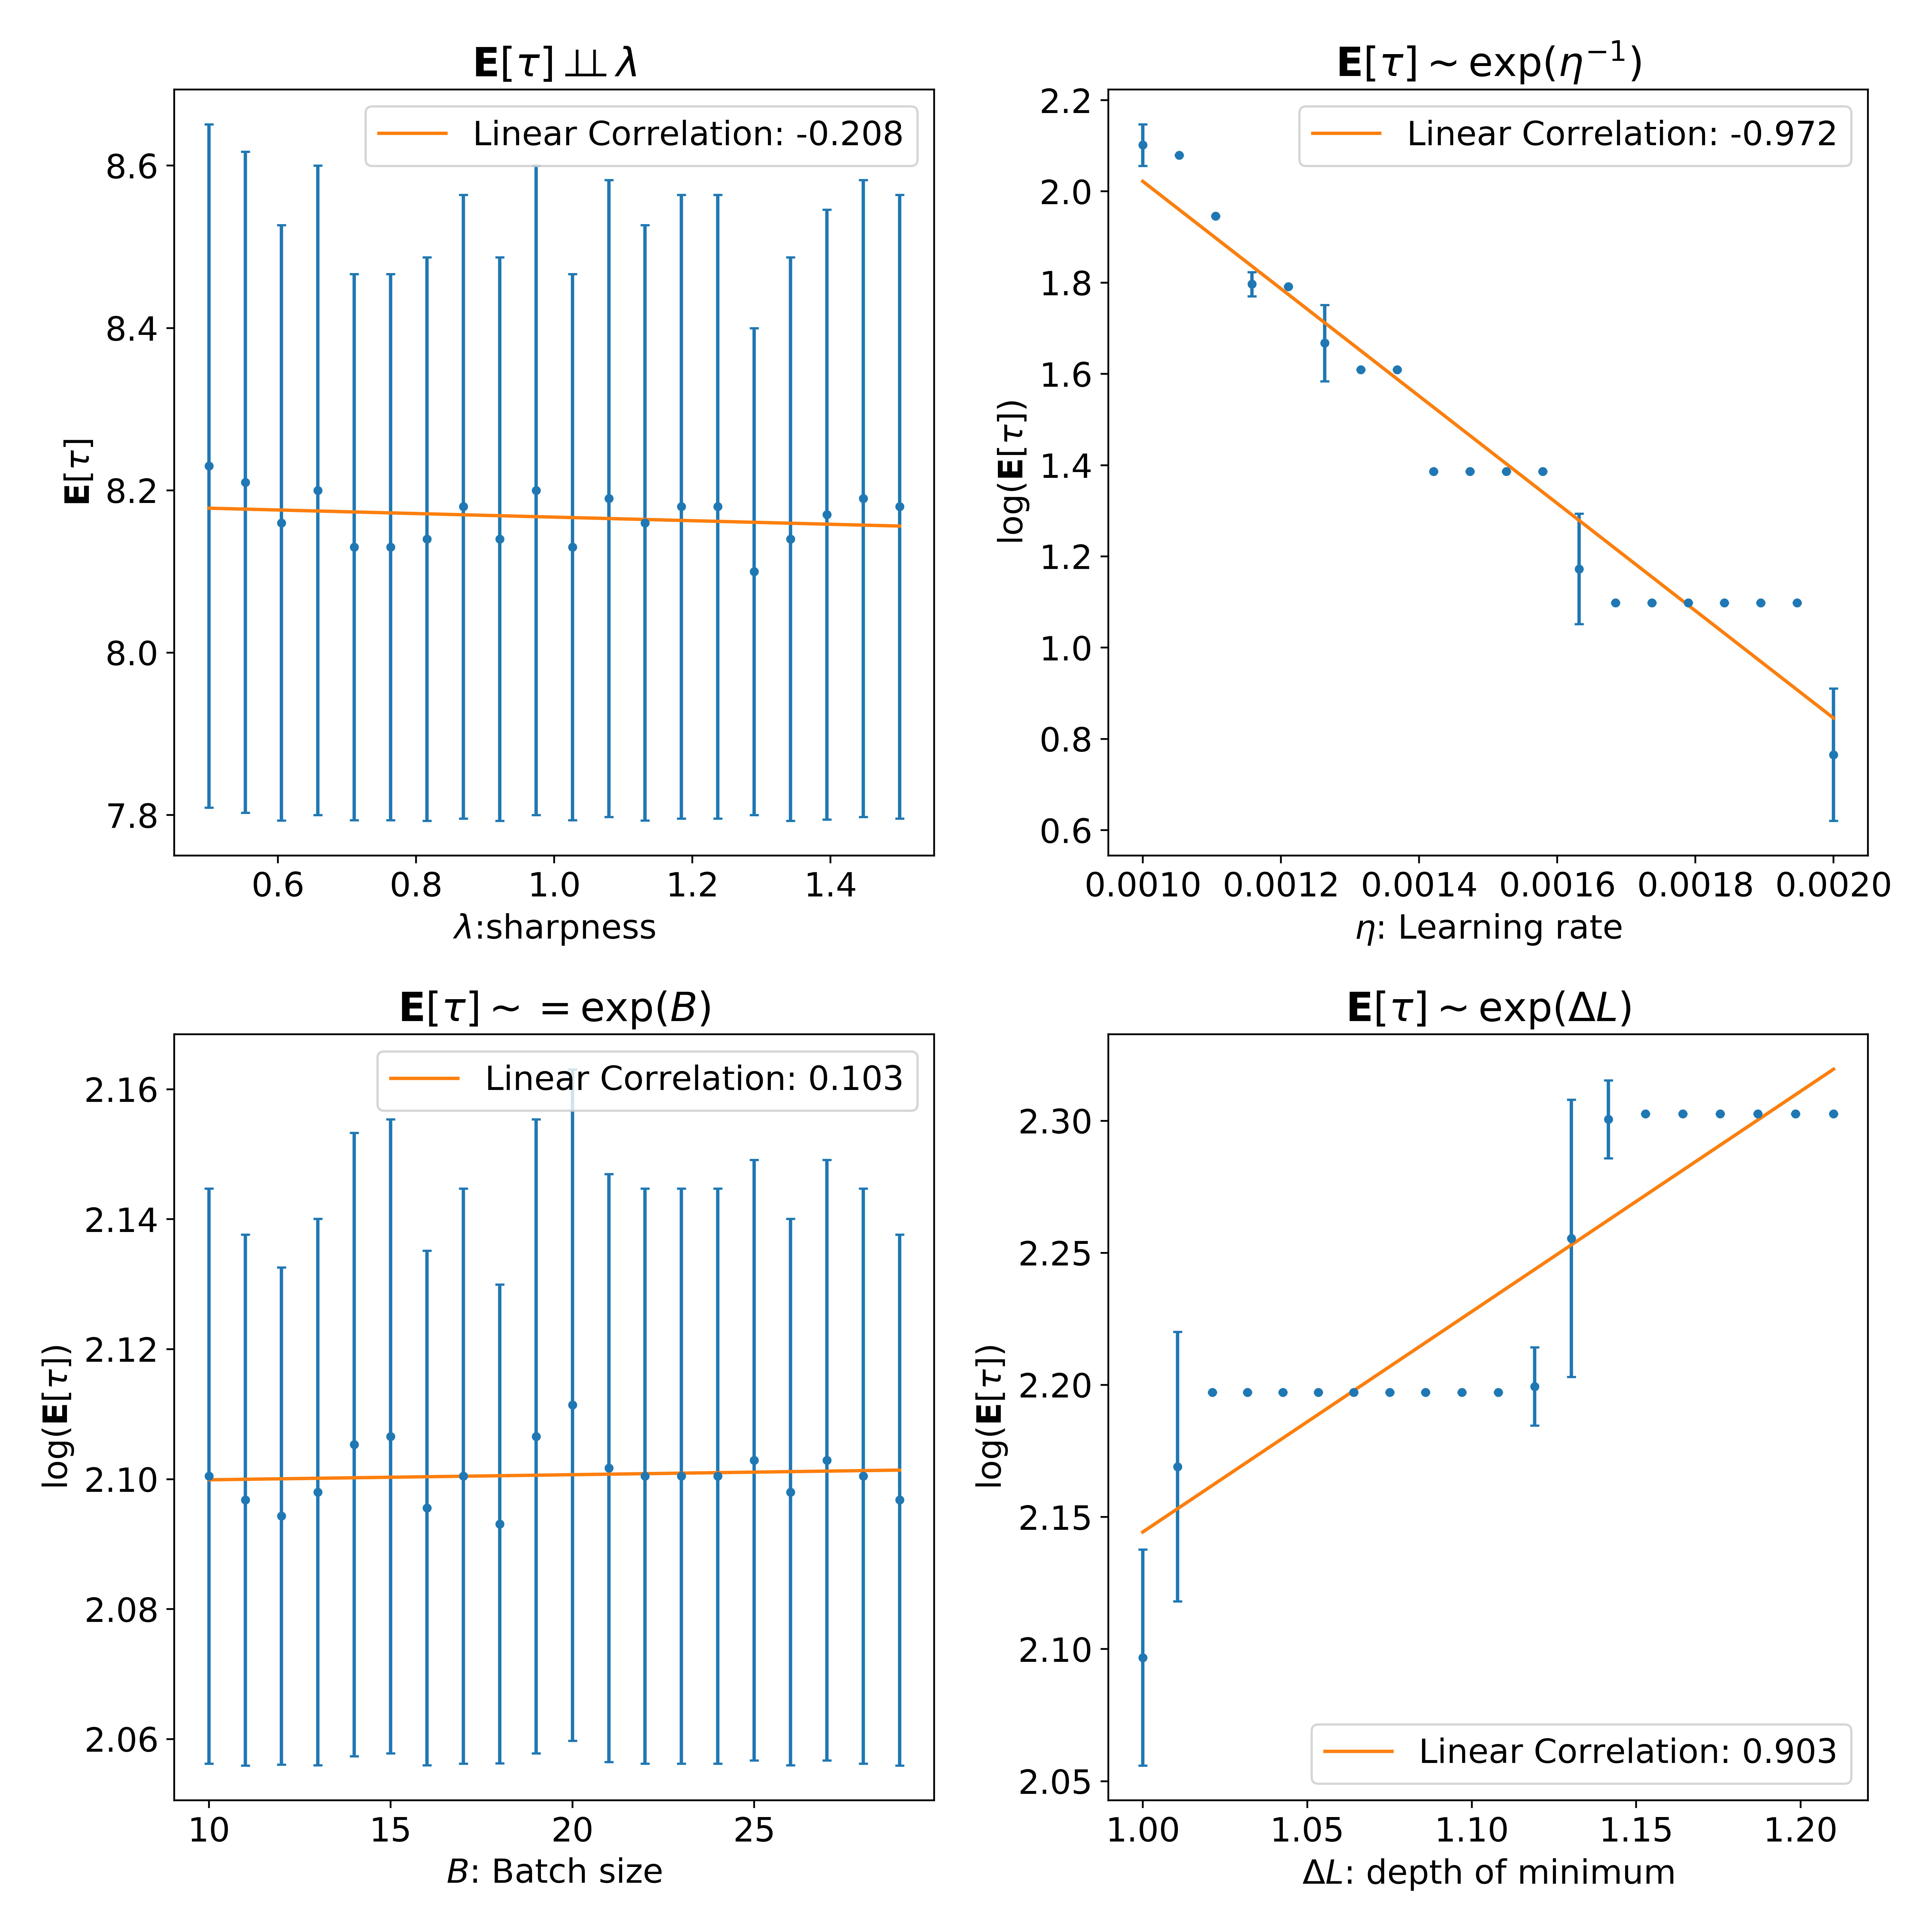 E[τ] ⫫ λ
Linear Correlation: -0.208
E[τ]
8.6
8.4
8.2
8.0
7.8
0.6 0.8 1.0 1.2 1.4
λ:sharpness
E[τ] ~ exp(η⁻¹)
Linear Correlation: -0.972
log(E[τ])
2.2
2.0
1.8
1.6
1.4
1.2
1.0
0.8
0.6
0.0010 0.0012 0.0014 0.0016 0.0018 0.0020
η: Learning rate
E[τ] ~ = exp(B)
Linear Correlation: 0.103
log(E[τ])
2.16
2.14
2.12
2.10
2.08
2.06
10 15 20 25
B: Batch size
E[τ] ~ exp(ΔL)
log(E[τ])
2.30
2.25
2.20
2.15
2.10
2.05
Linear Correlation: 0.903
1.00 1.05 1.10 1.15 1.20
ΔL: depth of minimum